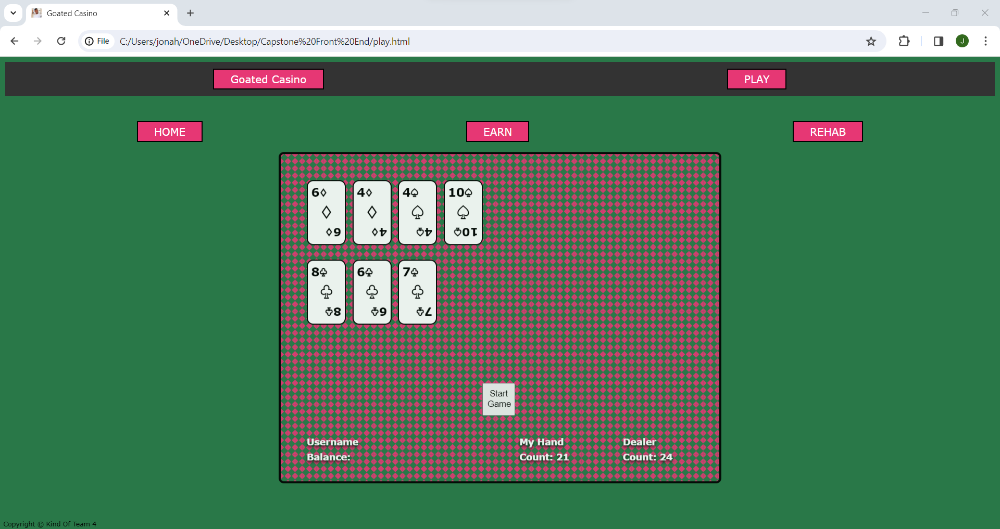 Goated Casino
File C:/Users/jonah/OneDrive/Desktop/Capstone%20Front%20End/play.html
J
Goated Casino PLAY
HOME EARN REHAB
6♢ 4♢ 4♤ 10♤
♢ ♢ ♤ ♤
6♢ 4♢ 4♤ 10♤
8♧ 6♧ 7♧
♧ ♧ ♧
8♧ 6♧ 7♧
Start
Game
Username My Hand Dealer
Balance: Count: 21 Count: 24
Copyright © Kind Of Team 4